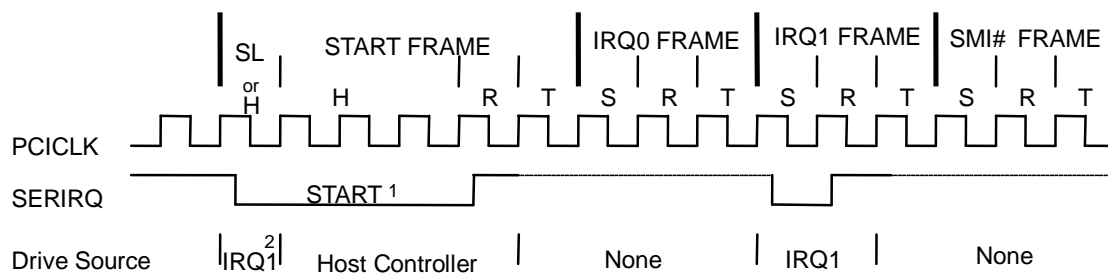 SL START FRAME IRQ0 FRAME IRQ1 FRAME SMI# FRAME
or
H H R T S R T S R T S R T
PCICLK
SERIRQ START 1
Drive Source IRQ1 2 Host Controller None IRQ1 None